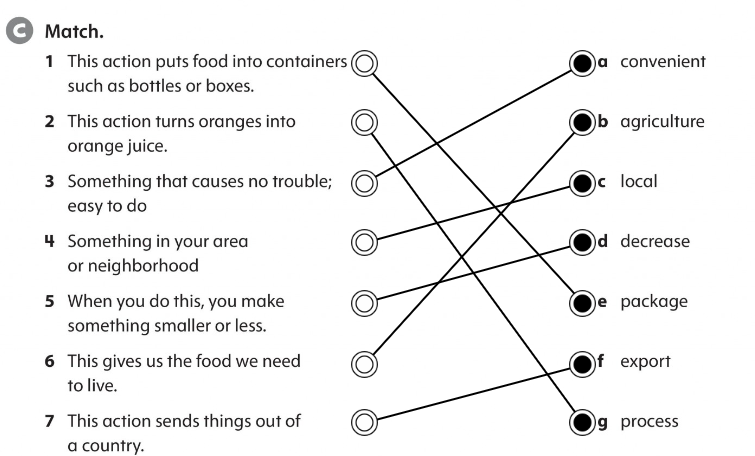 C Match.
1 This action puts food into containers
such as bottles or boxes.
a convenient
2 This action turns oranges into
orange juice.
b agriculture
3 Something that causes no trouble;
easy to do
c local
4 Something in your area
or neighborhood
d decrease
5 When you do this, you make
something smaller or less.
e package
6 This gives us the food we need
to live.
f export
7 This action sends things out of
a country.
g process